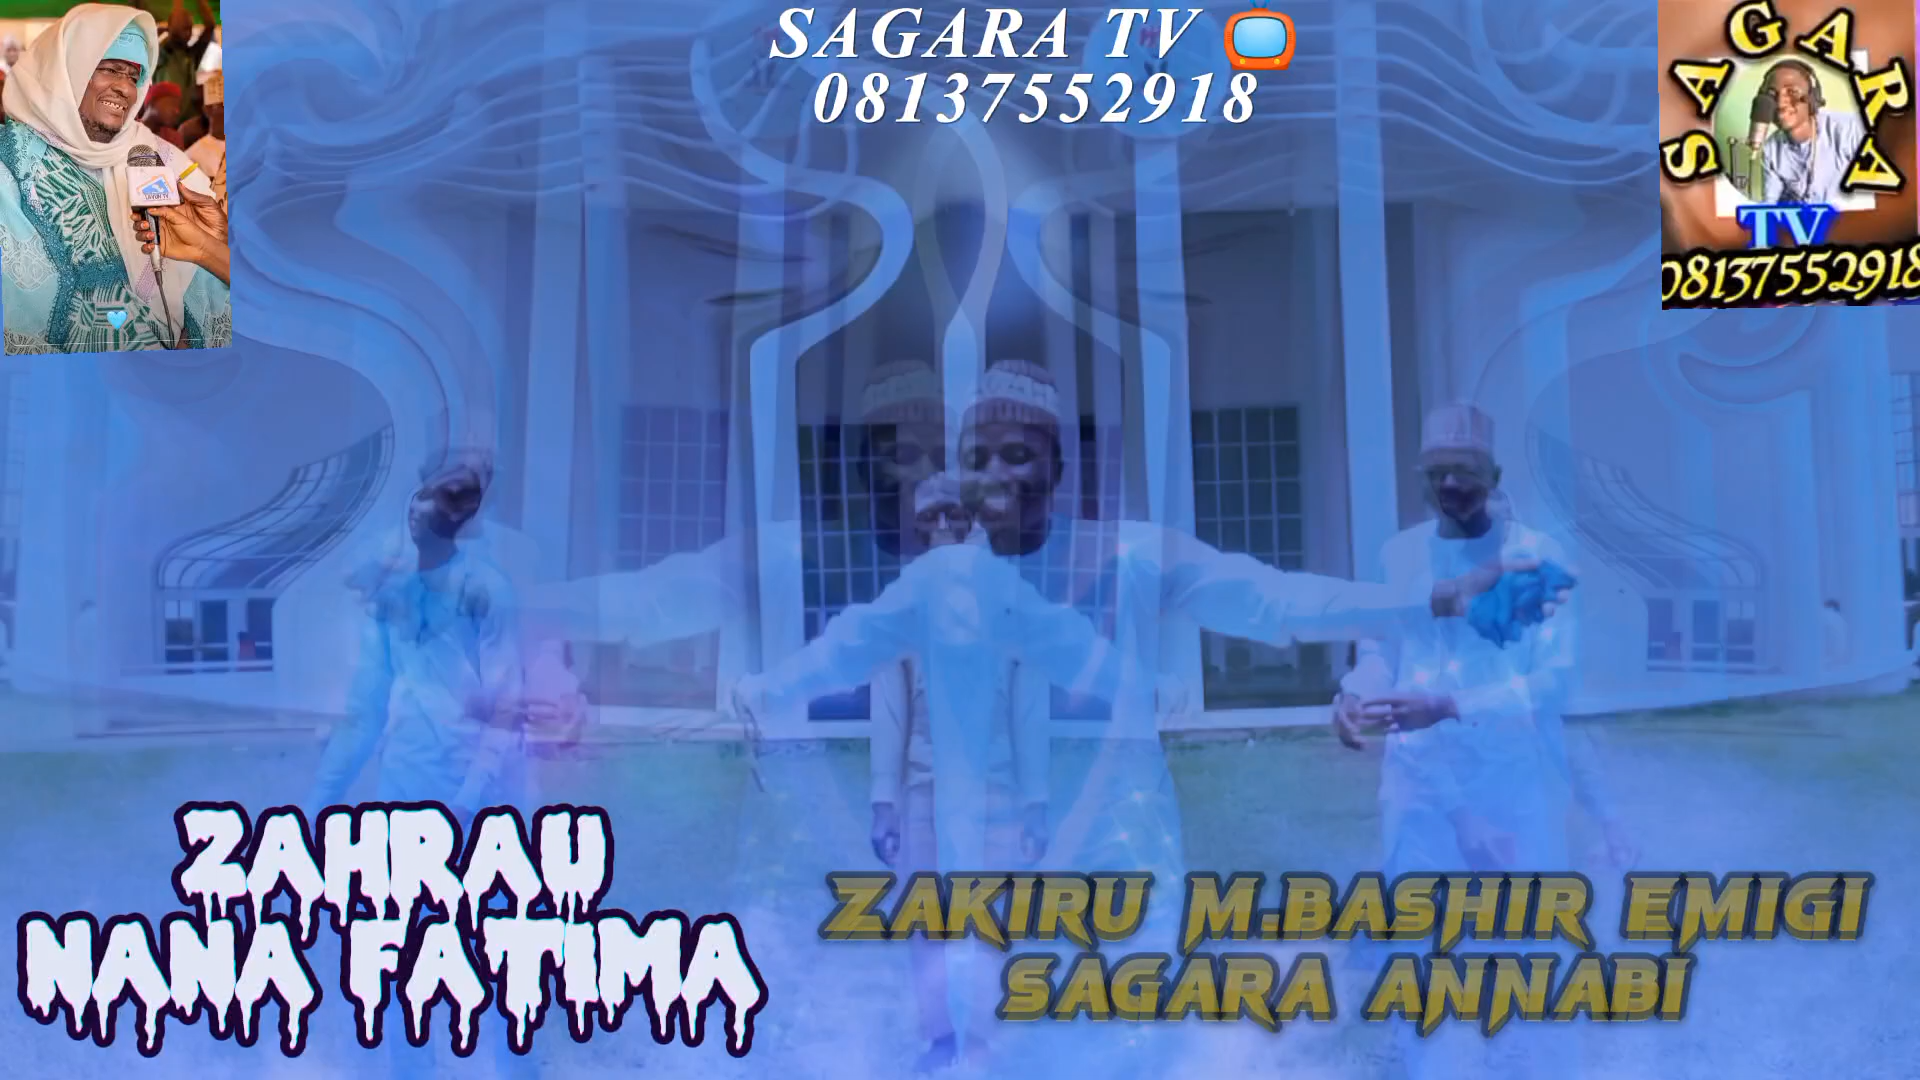 SAGARA TV 📺
08137552918
SAGARA
TV
08137552918
ZAHRAU
NANA FATIMA
ZAKIRU M.BASHIR EMIGI
SAGARA ANNABI